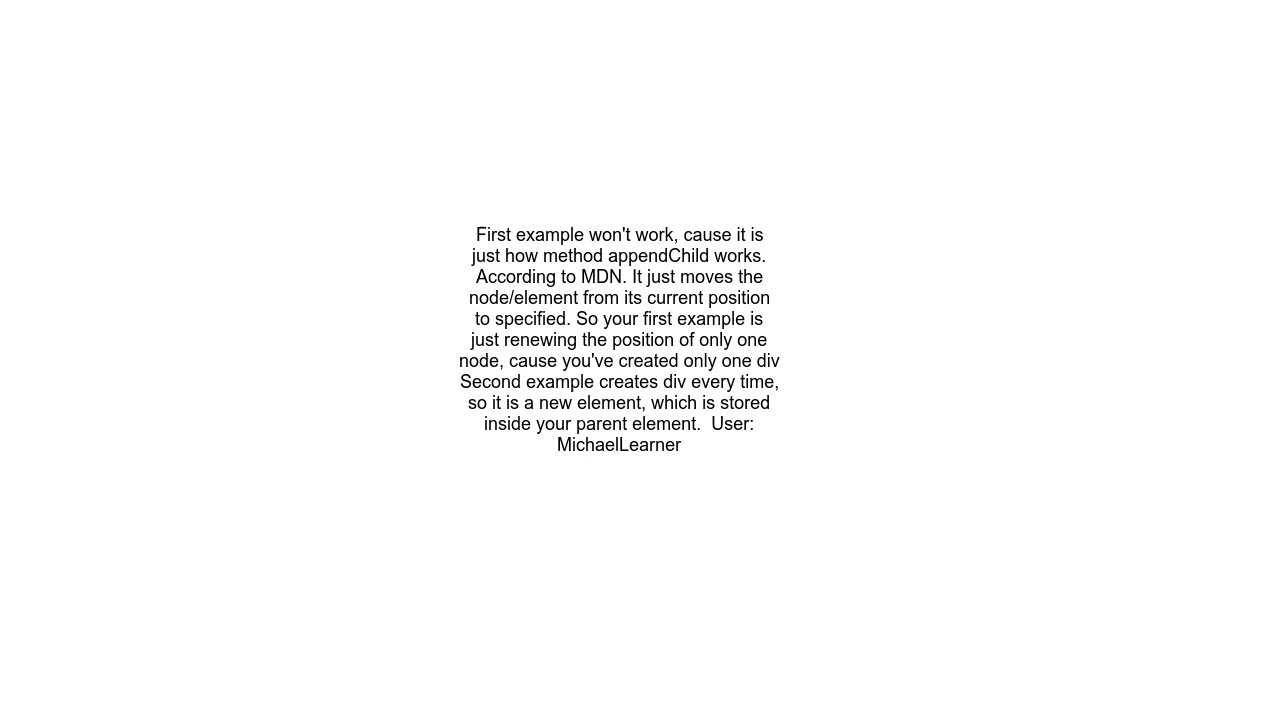 First example won't work, cause it is
just how method appendChild works.
According to MDN. It just moves the
node/element from its current position
to specified. So your first example is
just renewing the position of only one
node, cause you've created only one div
Second example creates div every time,
so it is a new element, which is stored
inside your parent element.  User:
MichaelLearner